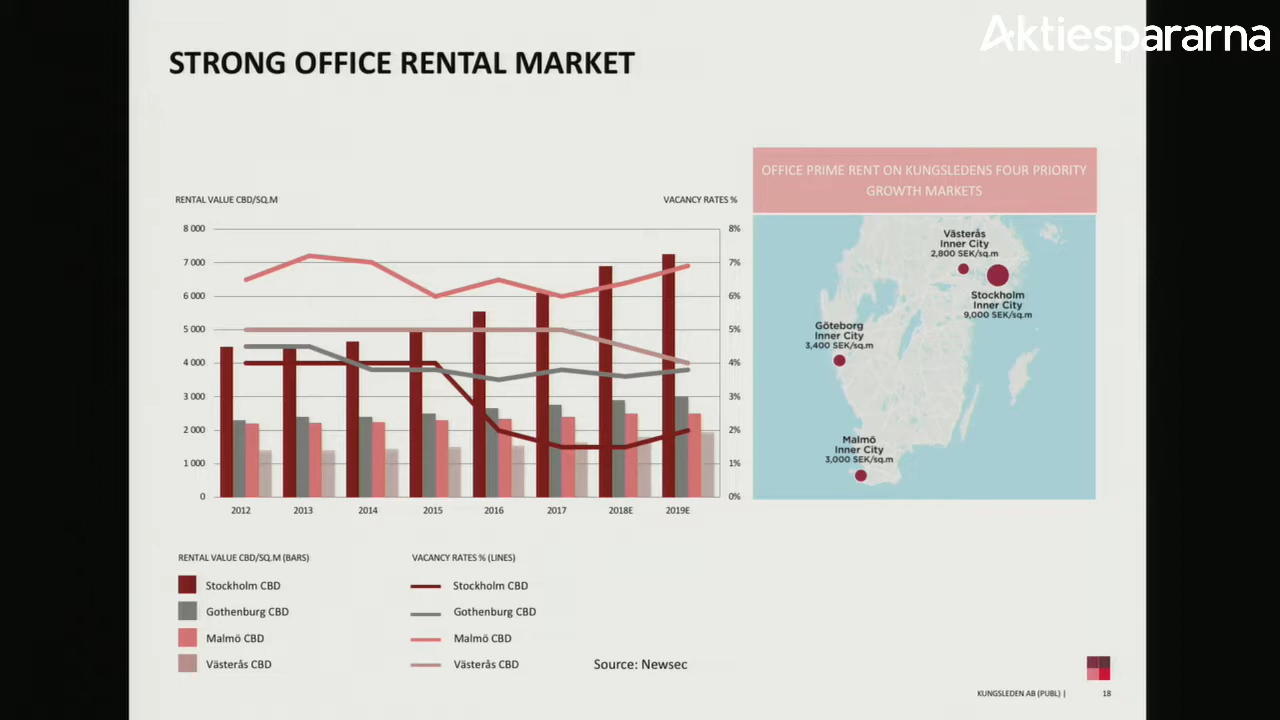 Aktiespararna
STRONG OFFICE RENTAL MARKET
OFFICE PRIME RENT ON KUNGSLEDENS FOUR PRIORITY
GROWTH MARKETS
RENTAL VALUE CBD/SQ.M
VACANCY RATES %
8 000
7 000
6 000
5 000
4 000
3 000
2 000
1 000
0
8%
7%
6%
5%
4%
3%
2%
1%
0%
2012
2013
2014
2015
2016
2017
2018E
2019E
Västerås
Inner City
2,800 SEK/sq.m
Stockholm
Inner City
9,000 SEK/sq.m
Göteborg
Inner City
3,400 SEK/sq.m
Malmö
Inner City
3,000 SEK/sq.m
RENTAL VALUE CBD/SQ.M (BARS)
Stockholm CBD
Gothenburg CBD
Malmö CBD
Västerås CBD
VACANCY RATES % (LINES)
Stockholm CBD
Gothenburg CBD
Malmö CBD
Västerås CBD
Source: Newsec
KUNGSLEDEN AB (PUBL) |
18